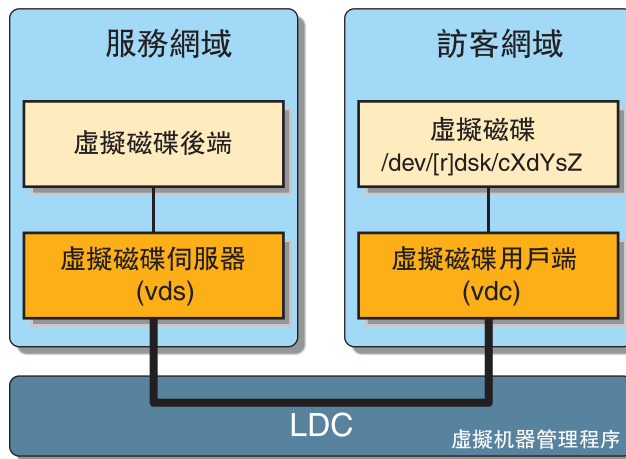 服務網域
虛擬磁碟後端
虛擬磁碟伺服器
(vds)
訪客網域
虛擬磁碟
/dev/[r]dsk/cXdYsZ
虛擬磁碟用戶端
(vdc)
LDC
虛擬机器管理程序